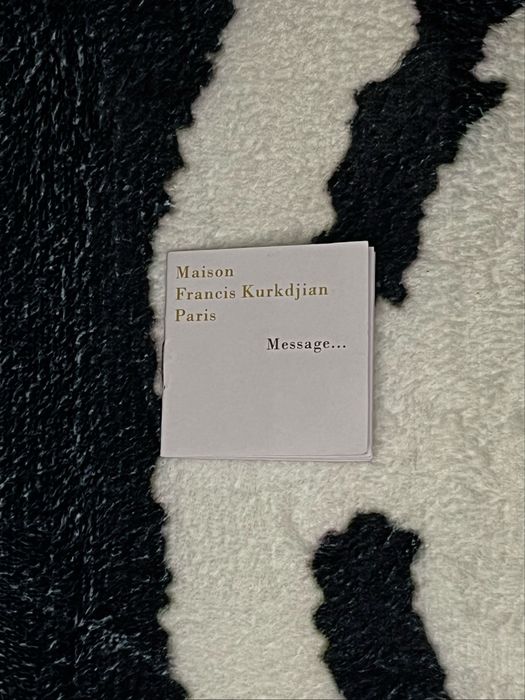 Maison
Francis Kurkdjian
Paris
Message...